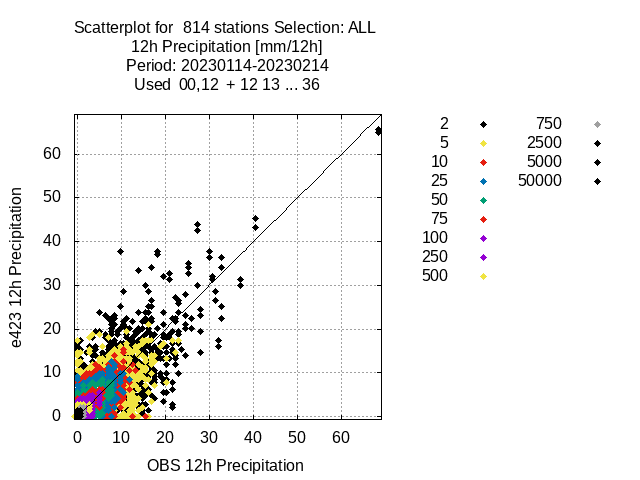 Scatterplot for  814 stations Selection: ALL
12h Precipitation [mm/12h]
Period: 20230114-20230214
Used  00,12  + 12 13 ... 36
2 750
5 2500
10 5000
25 50000
50
75
100
250
500
60
50
40
30
20
10
0
e423 12h Precipitation
0 10 20 30 40 50 60
OBS 12h Precipitation